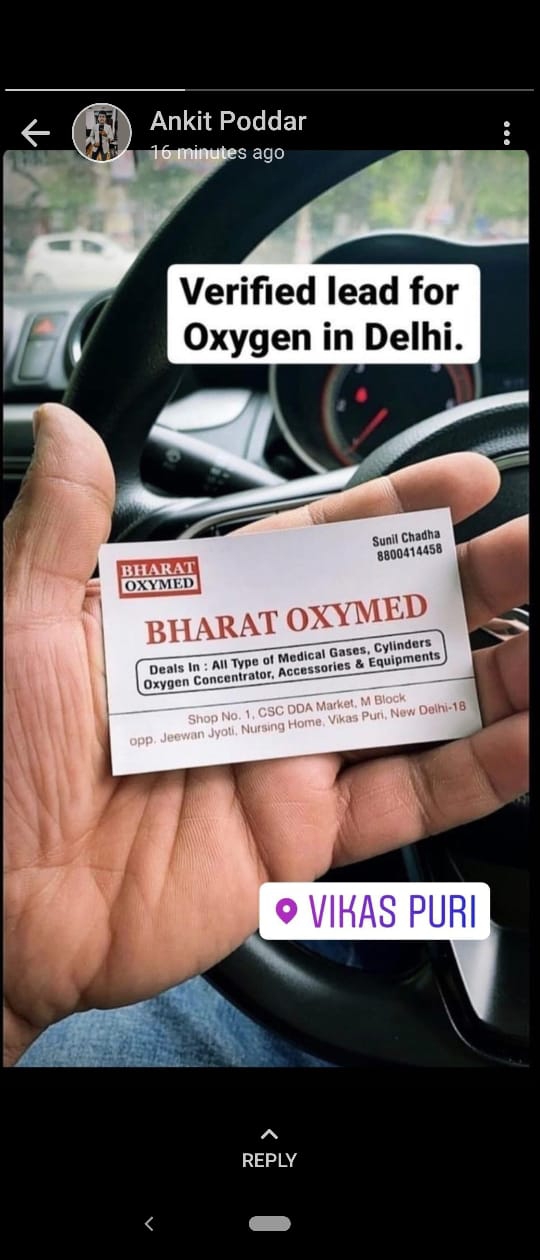 Ankit Poddar
16 minutes ago
Verified lead for
Oxygen in Delhi.
Sunil Chadha
8800414458
BHARAT
OXYMED
BHARAT OXYMED
Deals In : All Type of Medical Gases, Cylinders
Oxygen Concentrator, Accessories & Equipments
Shop No. 1, CSC DDA Market, M Block
opp. Jeewan Jyoti, Nursing Home, Vikas Puri, New Delhi-18
VIKAS PURI
REPLY